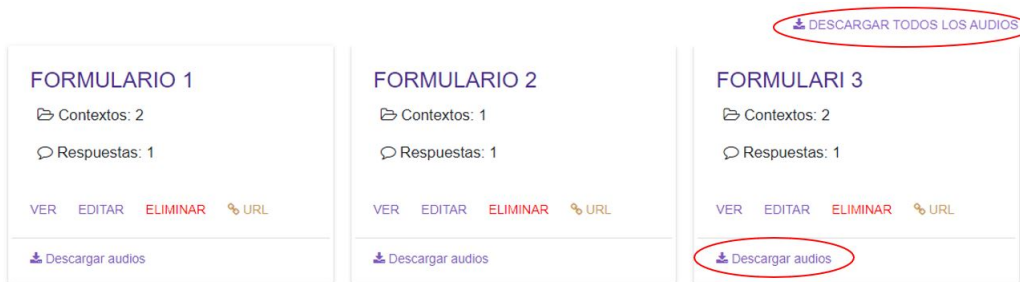 DESCARGAR TODOS LOS AUDIOS
FORMULARIO 1
Contextos: 2
Respuestas: 1
VER EDITAR ELIMINAR URL
Descargar audios
FORMULARIO 2
Contextos: 1
Respuestas: 1
VER EDITAR ELIMINAR URL
Descargar audios
FORMULARI 3
Contextos: 2
Respuestas: 1
VER EDITAR ELIMINAR URL
Descargar audios